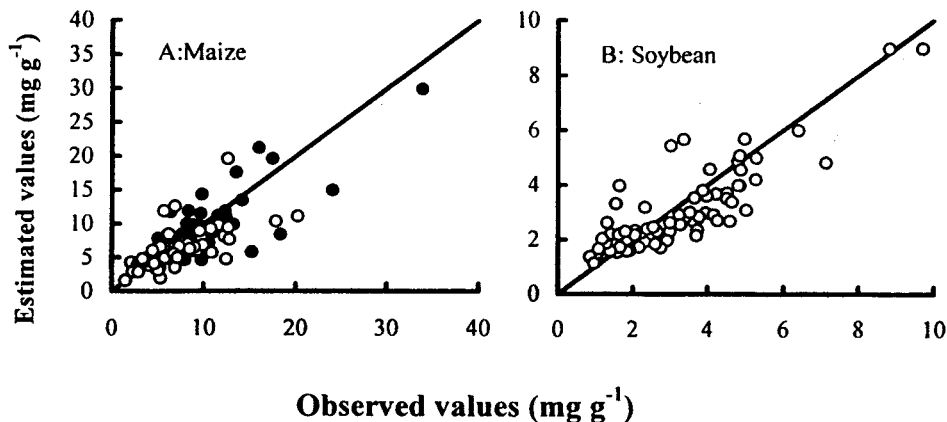 A:Maize
B: Soybean
Estimated values (mg g⁻¹)
40
35
30
25
20
15
10
5
0
0 10 20 30 40
10
8
6
4
2
0
0 2 4 6 8 10
Observed values (mg g⁻¹)